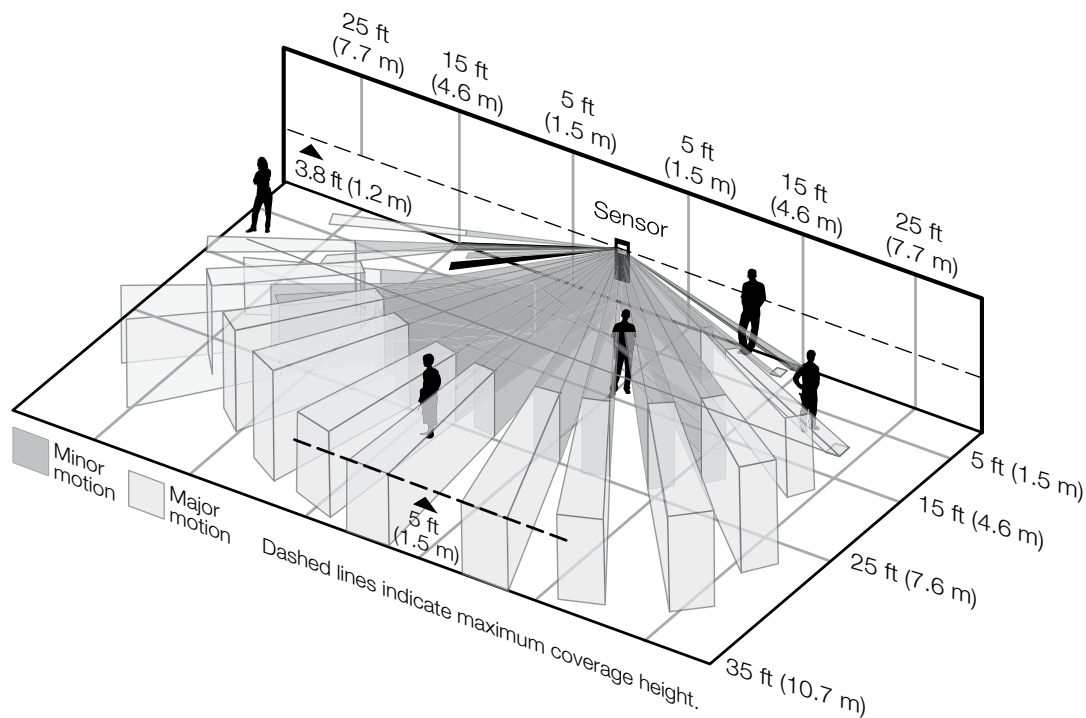 25 ft
(7.7 m)
15 ft
(4.6 m)
5 ft
(1.5 m)
5 ft
(1.5 m)
15 ft
(4.6 m)
25 ft
(7.7 m)
3.8 ft (1.2 m)
Sensor
5 ft (1.5 m)
15 ft (4.6 m)
25 ft (7.6 m)
35 ft (10.7 m)
Minor
motion
Major
motion
5 ft
(1.5 m)
Dashed lines indicate maximum coverage height.